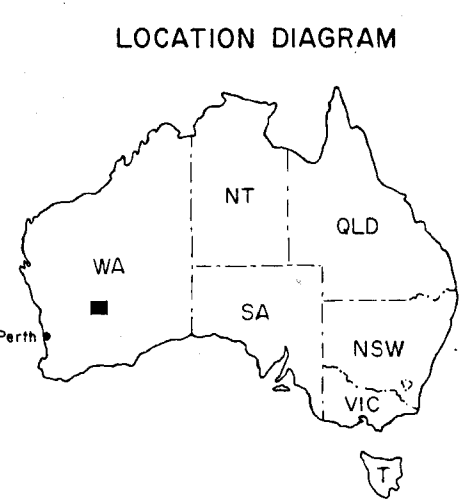 LOCATION DIAGRAM
NT
QLD
WA
SA
Perth
NSW
VIC
T